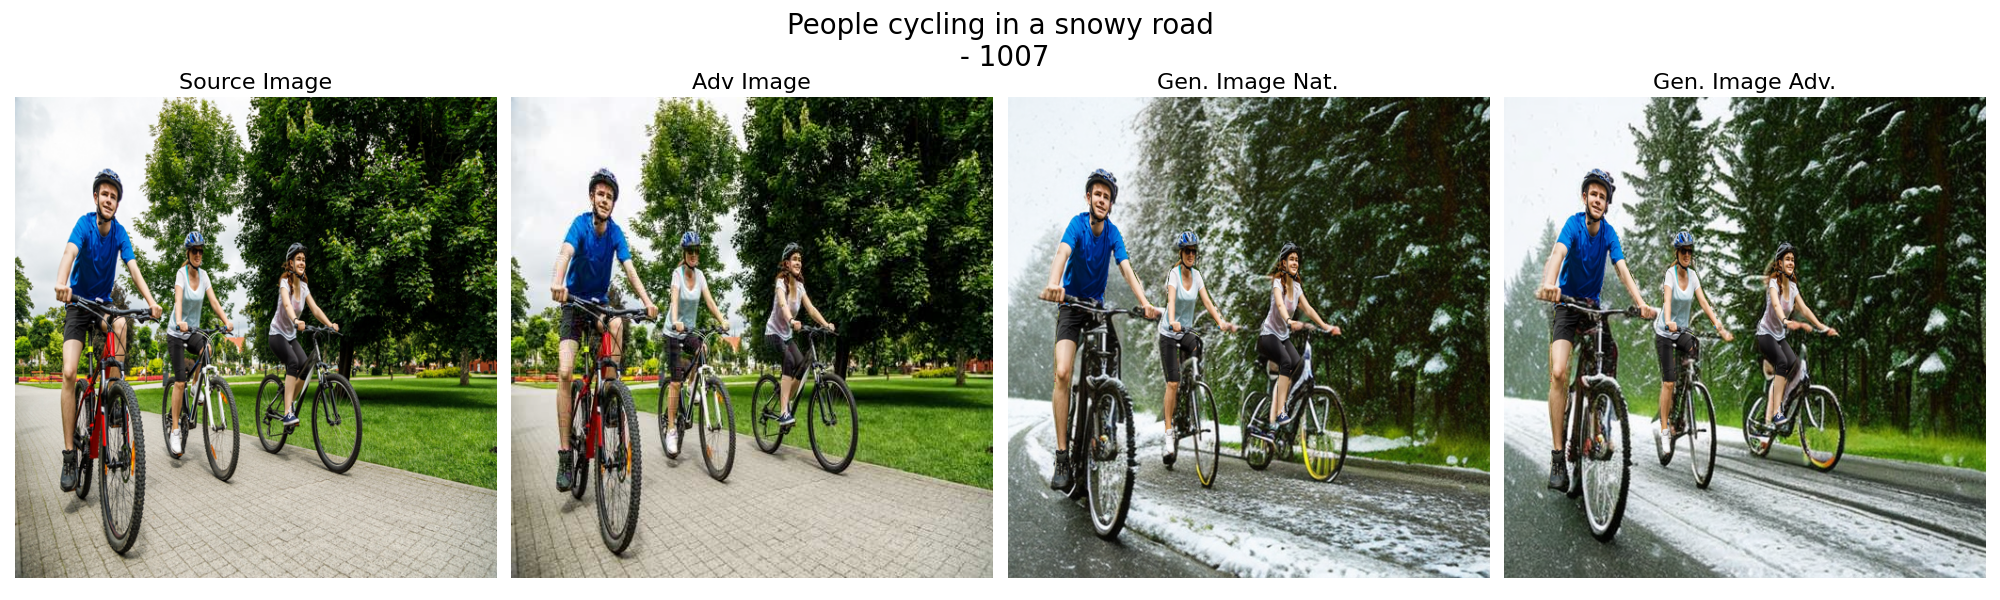 People cycling in a snowy road
- 1007
Source Image
Adv Image
Gen. Image Nat.
Gen. Image Adv.